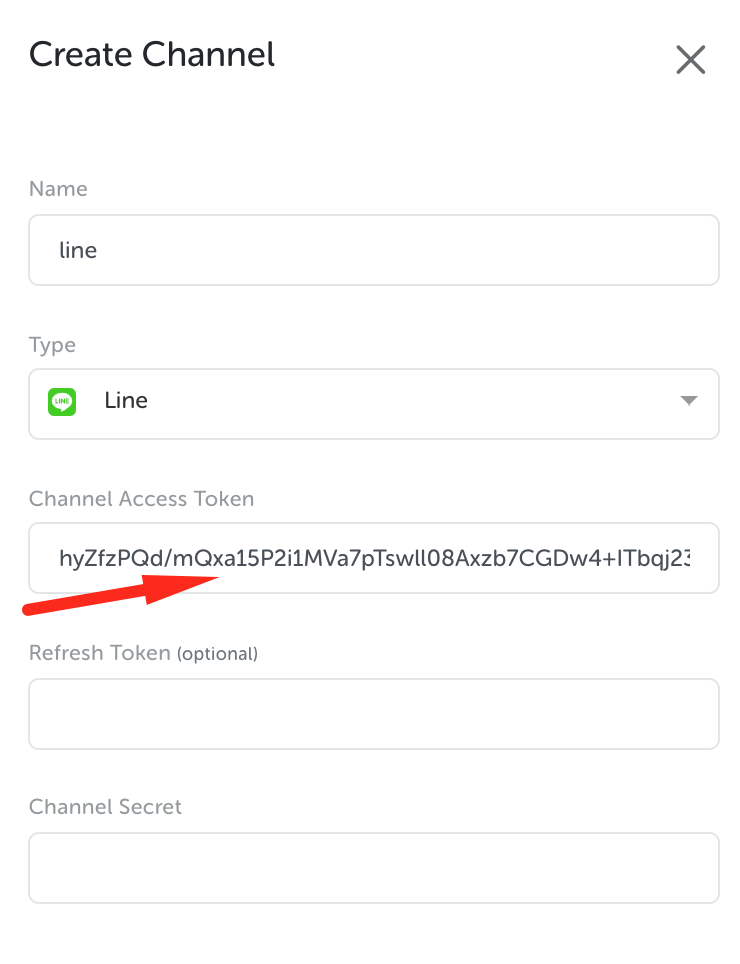 Create Channel
Name
line
Type
LINE Line
Channel Access Token
hyZfzPQd/mQxa15P2i1MVa7pTswll08Axzb7CGDw4+ITbqj23
Refresh Token (optional)
Channel Secret